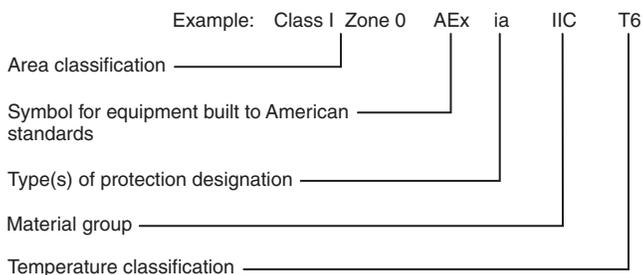 Example: Class I Zone 0 AEx ia IIC T6
Area classification
Symbol for equipment built to American
standards
Type(s) of protection designation
Material group
Temperature classification